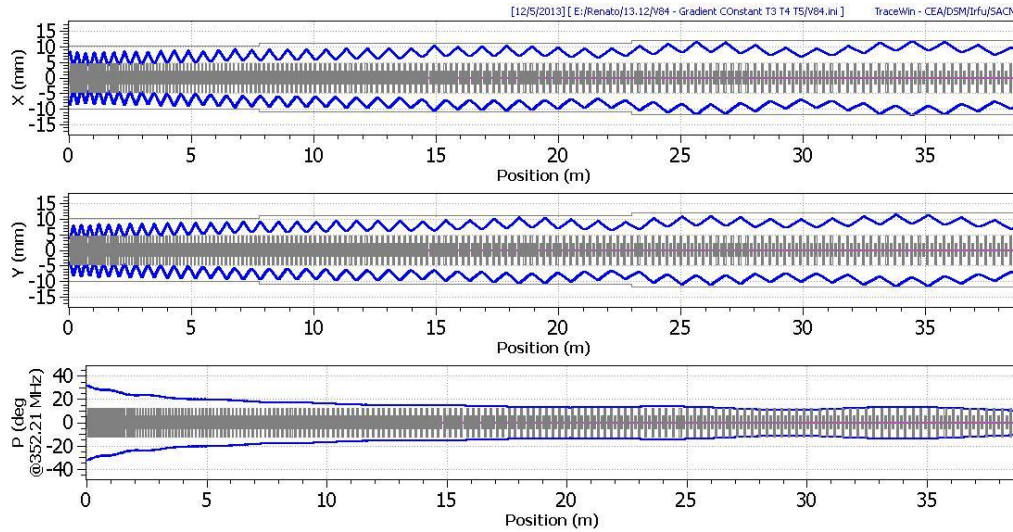 [12/5/2013] [ E:/Renato/13.12/V84 - Gradient COnstant T3 T4 T5/V84.ini ] TraceWin - CEA/DSM/Irfu/SACM
X (mm)
15
10
5
0
-5
-10
-15
0 5 10 15 20 25 30 35
Position (m)
Y (mm)
15
10
5
0
-5
-10
-15
0 5 10 15 20 25 30 35
Position (m)
P (deg
@352.21 MHz)
40
20
0
-20
-40
0 5 10 15 20 25 30 35
Position (m)